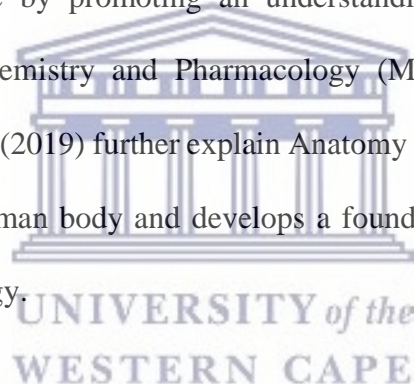 by promoting an
emistry and Pharmacology
(2019) further explain Anatomy
man body and develops a found
gy.
UNIVERSITY of the
WESTERN CAPE